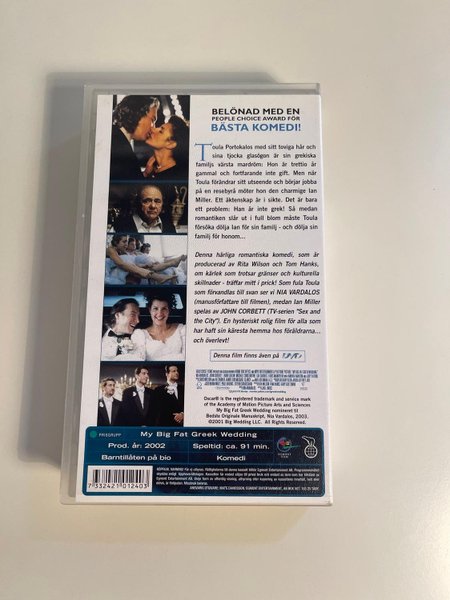 BELÖNAD MED EN
PEOPLE CHOICE AWARD FÖR
BÄSTA KOMEDI!
Toula Portokalos med sitt toviga hår och
sina tjocka glasögon är sin grekiska
familjs värsta mardröm: Hon är trettio år
gammal och fortfarande inte gift. Men när
Toula förändrar sitt utseende och börjar jobba
på en resebyrå möter hon den charmige Ian
Miller. Ett äktenskap är i sikte. Det är bara
ett problem: Han är inte grek! Så medan
romantiken slår ut i full blom måste Toula
försöka dölja Ian för sin familj - och dölja sin
familj för honom...
Denna härliga romantiska komedi, som är
producerad av Rita Wilson och Tom Hanks,
om kärlek som trotsar gränser och kulturella
skillnader - träffar mitt i prick! Som fula Toula
som förvandlas till svan ser vi NIA VARDALOS
(manusförfattare till filmen), medan Ian Miller
spelas av JOHN CORBETT (TV-serien "Sex and
the City"). En hysteriskt rolig film för alla som
har haft sin käresta hemma hos föräldrarna...
och överlevt!
Denna film finns även på DVD
Oscar® is the registered trademark and service mark
of the Academy of Motion Picture Arts and Sciences
My Big Fat Greek Wedding nominerat til
Bedste Originale Manuskript, Nia Vardalos, 2003.
©2001 Big Wedding LLC. All Rights Reserved.
FRISGRUPP
My Big Fat Greek Wedding
Prod. år: 2002
Speltid: ca. 91 min.
Barntillåten på bio
Komedi
7 332421 012403